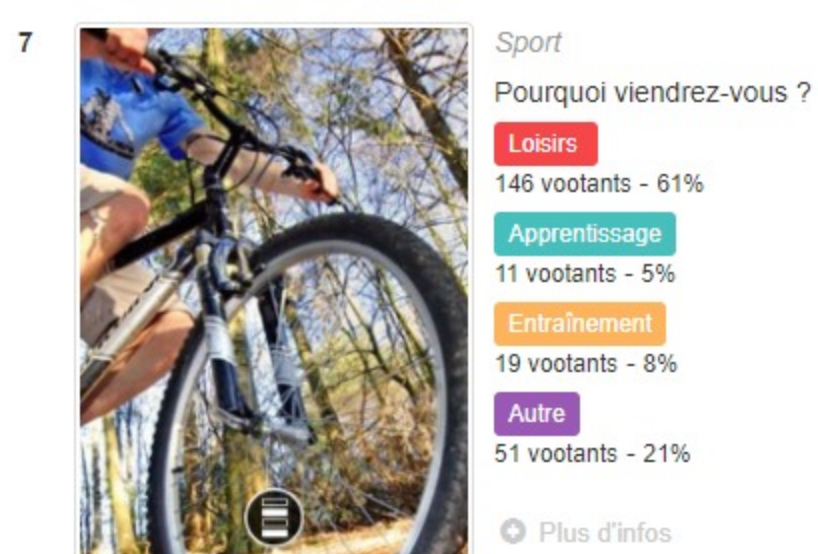 7
Sport
Pourquoi viendrez-vous ?
Loisirs
146 vootants - 61%
Apprentissage
11 vootants - 5%
Entraînement
19 vootants - 8%
Autre
51 vootants - 21%
Plus d'infos